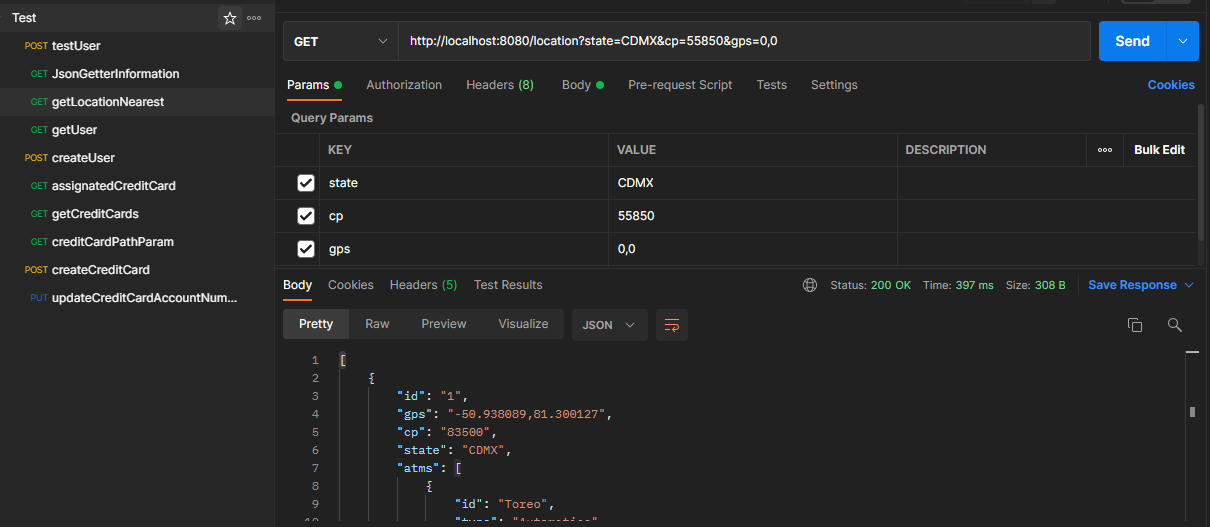 Test
POST testUser
GET JsonGetterInformation
GET getLocationNearest
GET getUser
POST createUser
GET assignatedCreditCard
GET getCreditCards
GET creditCardPathParam
POST createCreditCard
PUT updateCreditCardAccountNum...
GET http://localhost:8080/location?state=CDMX&cp=55850&gps=0,0 Send
Params Authorization Headers (8) Body Pre-request Script Tests Settings Cookies
Query Params
KEY VALUE DESCRIPTION Bulk Edit
state CDMX
cp 55850
gps 0,0
Body Cookies Headers (5) Test Results Status: 200 OK Time: 397 ms Size: 308 B Save Response
Pretty Raw Preview Visualize JSON
1 [
2 {
3 "id": "1",
4 "gps": "-50.938089,81.300127",
5 "cp": "83500",
6 "state": "CDMX",
7 "atms": [
8 {
9 "id": "Toreo",
10 "type": "Automatico"